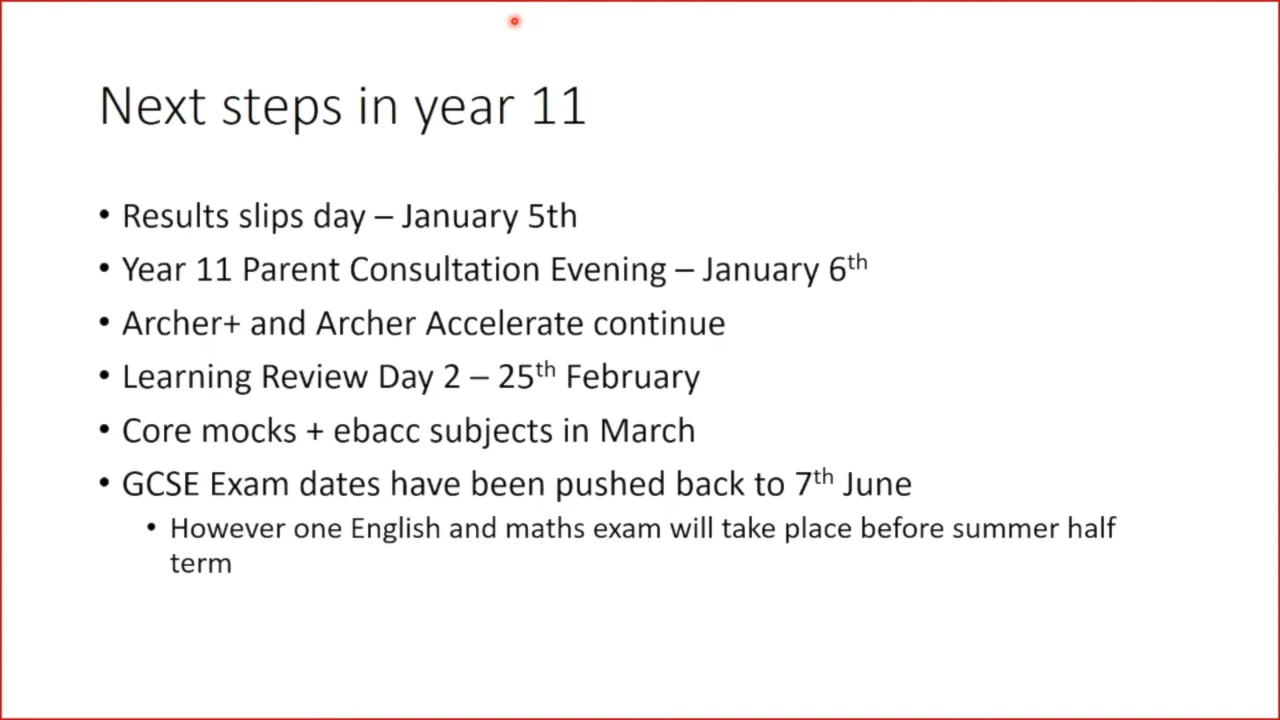 Next steps in year 11
• Results slips day – January 5th
• Year 11 Parent Consultation Evening – January 6th
• Archer+ and Archer Accelerate continue
• Learning Review Day 2 – 25th February
• Core mocks + ebacc subjects in March
• GCSE Exam dates have been pushed back to 7th June
• However one English and maths exam will take place before summer half
term